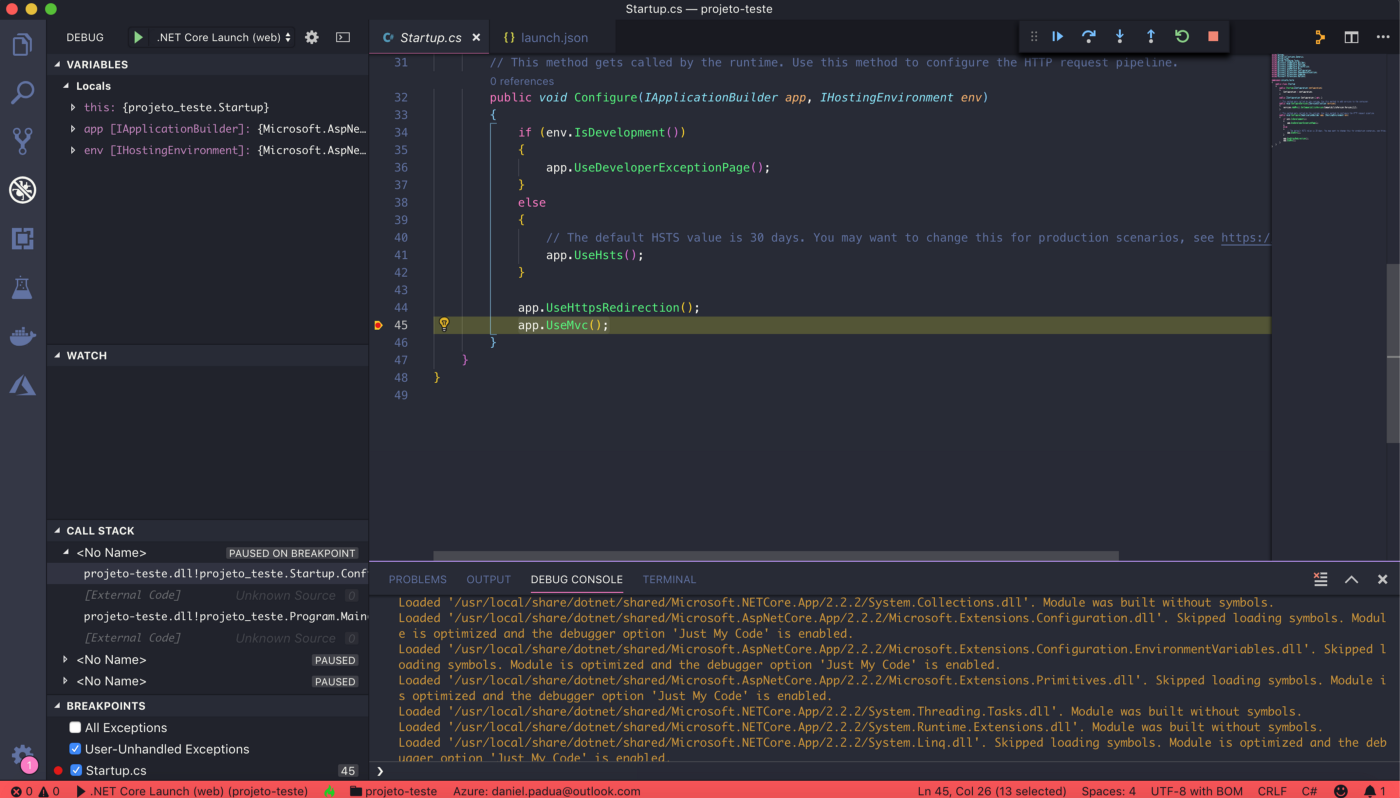 Startup.cs — projeto-teste
DEBUG
.NET Core Launch (web)
Startup.cs
{} launch.json
VARIABLES
Locals
this: {projeto_teste.Startup}
app [IApplicationBuilder]: {Microsoft.AspNe…
env [IHostingEnvironment]: {Microsoft.AspNe…
WATCH
CALL STACK
<No Name> PAUSED ON BREAKPOINT
projeto-teste.dll!projeto_teste.Startup.Conf
[External Code] Unknown Source 0
projeto-teste.dll!projeto_teste.Program.Main
[External Code] Unknown Source 0
<No Name> PAUSED
<No Name> PAUSED
BREAKPOINTS
All Exceptions
User-Unhandled Exceptions
Startup.cs 45
1
31 // This method gets called by the runtime. Use this method to configure the HTTP request pipeline.
0 references
32 public void Configure(IApplicationBuilder app, IHostingEnvironment env)
33 {
34 if (env.IsDevelopment())
35 {
36 app.UseDeveloperExceptionPage();
37 }
38 else
39 {
40 // The default HSTS value is 30 days. You may want to change this for production scenarios, see https:/
41 app.UseHsts();
42 }
43
44 app.UseHttpsRedirection();
45 app.UseMvc();
46 }
47 }
48 }
49
PROBLEMS OUTPUT DEBUG CONSOLE TERMINAL
Loaded '/usr/local/share/dotnet/shared/Microsoft.NETCore.App/2.2.2/System.Collections.dll'. Module was built without symbols.
Loaded '/usr/local/share/dotnet/shared/Microsoft.AspNetCore.App/2.2.2/Microsoft.Extensions.Configuration.dll'. Skipped loading symbols. Modul
e is optimized and the debugger option 'Just My Code' is enabled.
Loaded '/usr/local/share/dotnet/shared/Microsoft.AspNetCore.App/2.2.2/Microsoft.Extensions.Configuration.EnvironmentVariables.dll'. Skipped l
oading symbols. Module is optimized and the debugger option 'Just My Code' is enabled.
Loaded '/usr/local/share/dotnet/shared/Microsoft.AspNetCore.App/2.2.2/Microsoft.Extensions.Primitives.dll'. Skipped loading symbols. Module i
s optimized and the debugger option 'Just My Code' is enabled.
Loaded '/usr/local/share/dotnet/shared/Microsoft.NETCore.App/2.2.2/System.Threading.Tasks.dll'. Module was built without symbols.
Loaded '/usr/local/share/dotnet/shared/Microsoft.NETCore.App/2.2.2/System.Runtime.Extensions.dll'. Module was built without symbols.
Loaded '/usr/local/share/dotnet/shared/Microsoft.NETCore.App/2.2.2/System.Linq.dll'. Skipped loading symbols. Module is optimized and the deb
ugger option 'Just My Code' is enabled.
0 0 .NET Core Launch (web) (projeto-teste) projeto-teste Azure: daniel.padua@outlook.com Ln 45, Col 26 (13 selected) Spaces: 4 UTF-8 with BOM CRLF C# 1